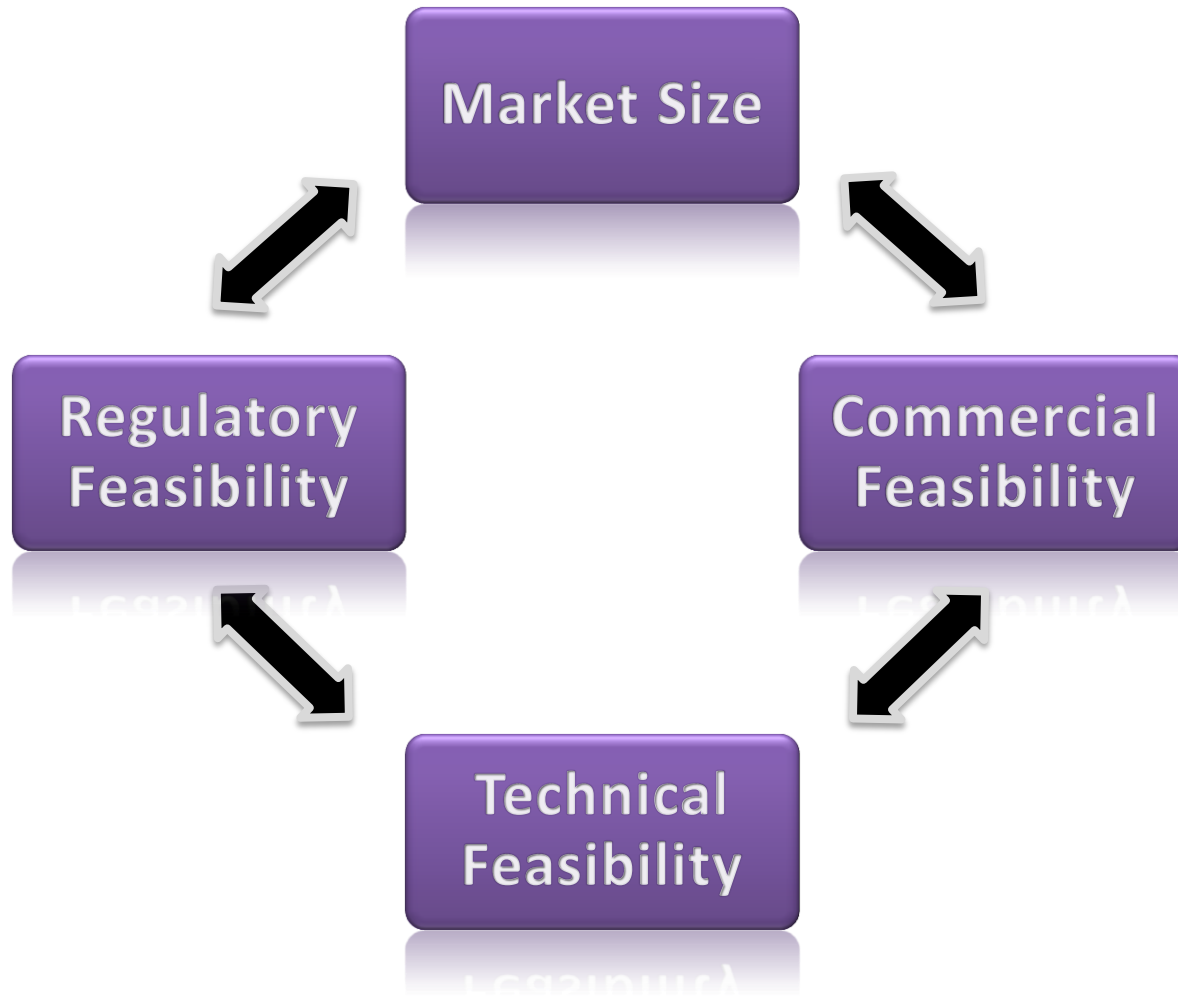 Market Size
Regulatory
Feasibility
Commercial
Feasibility
Technical
Feasibility